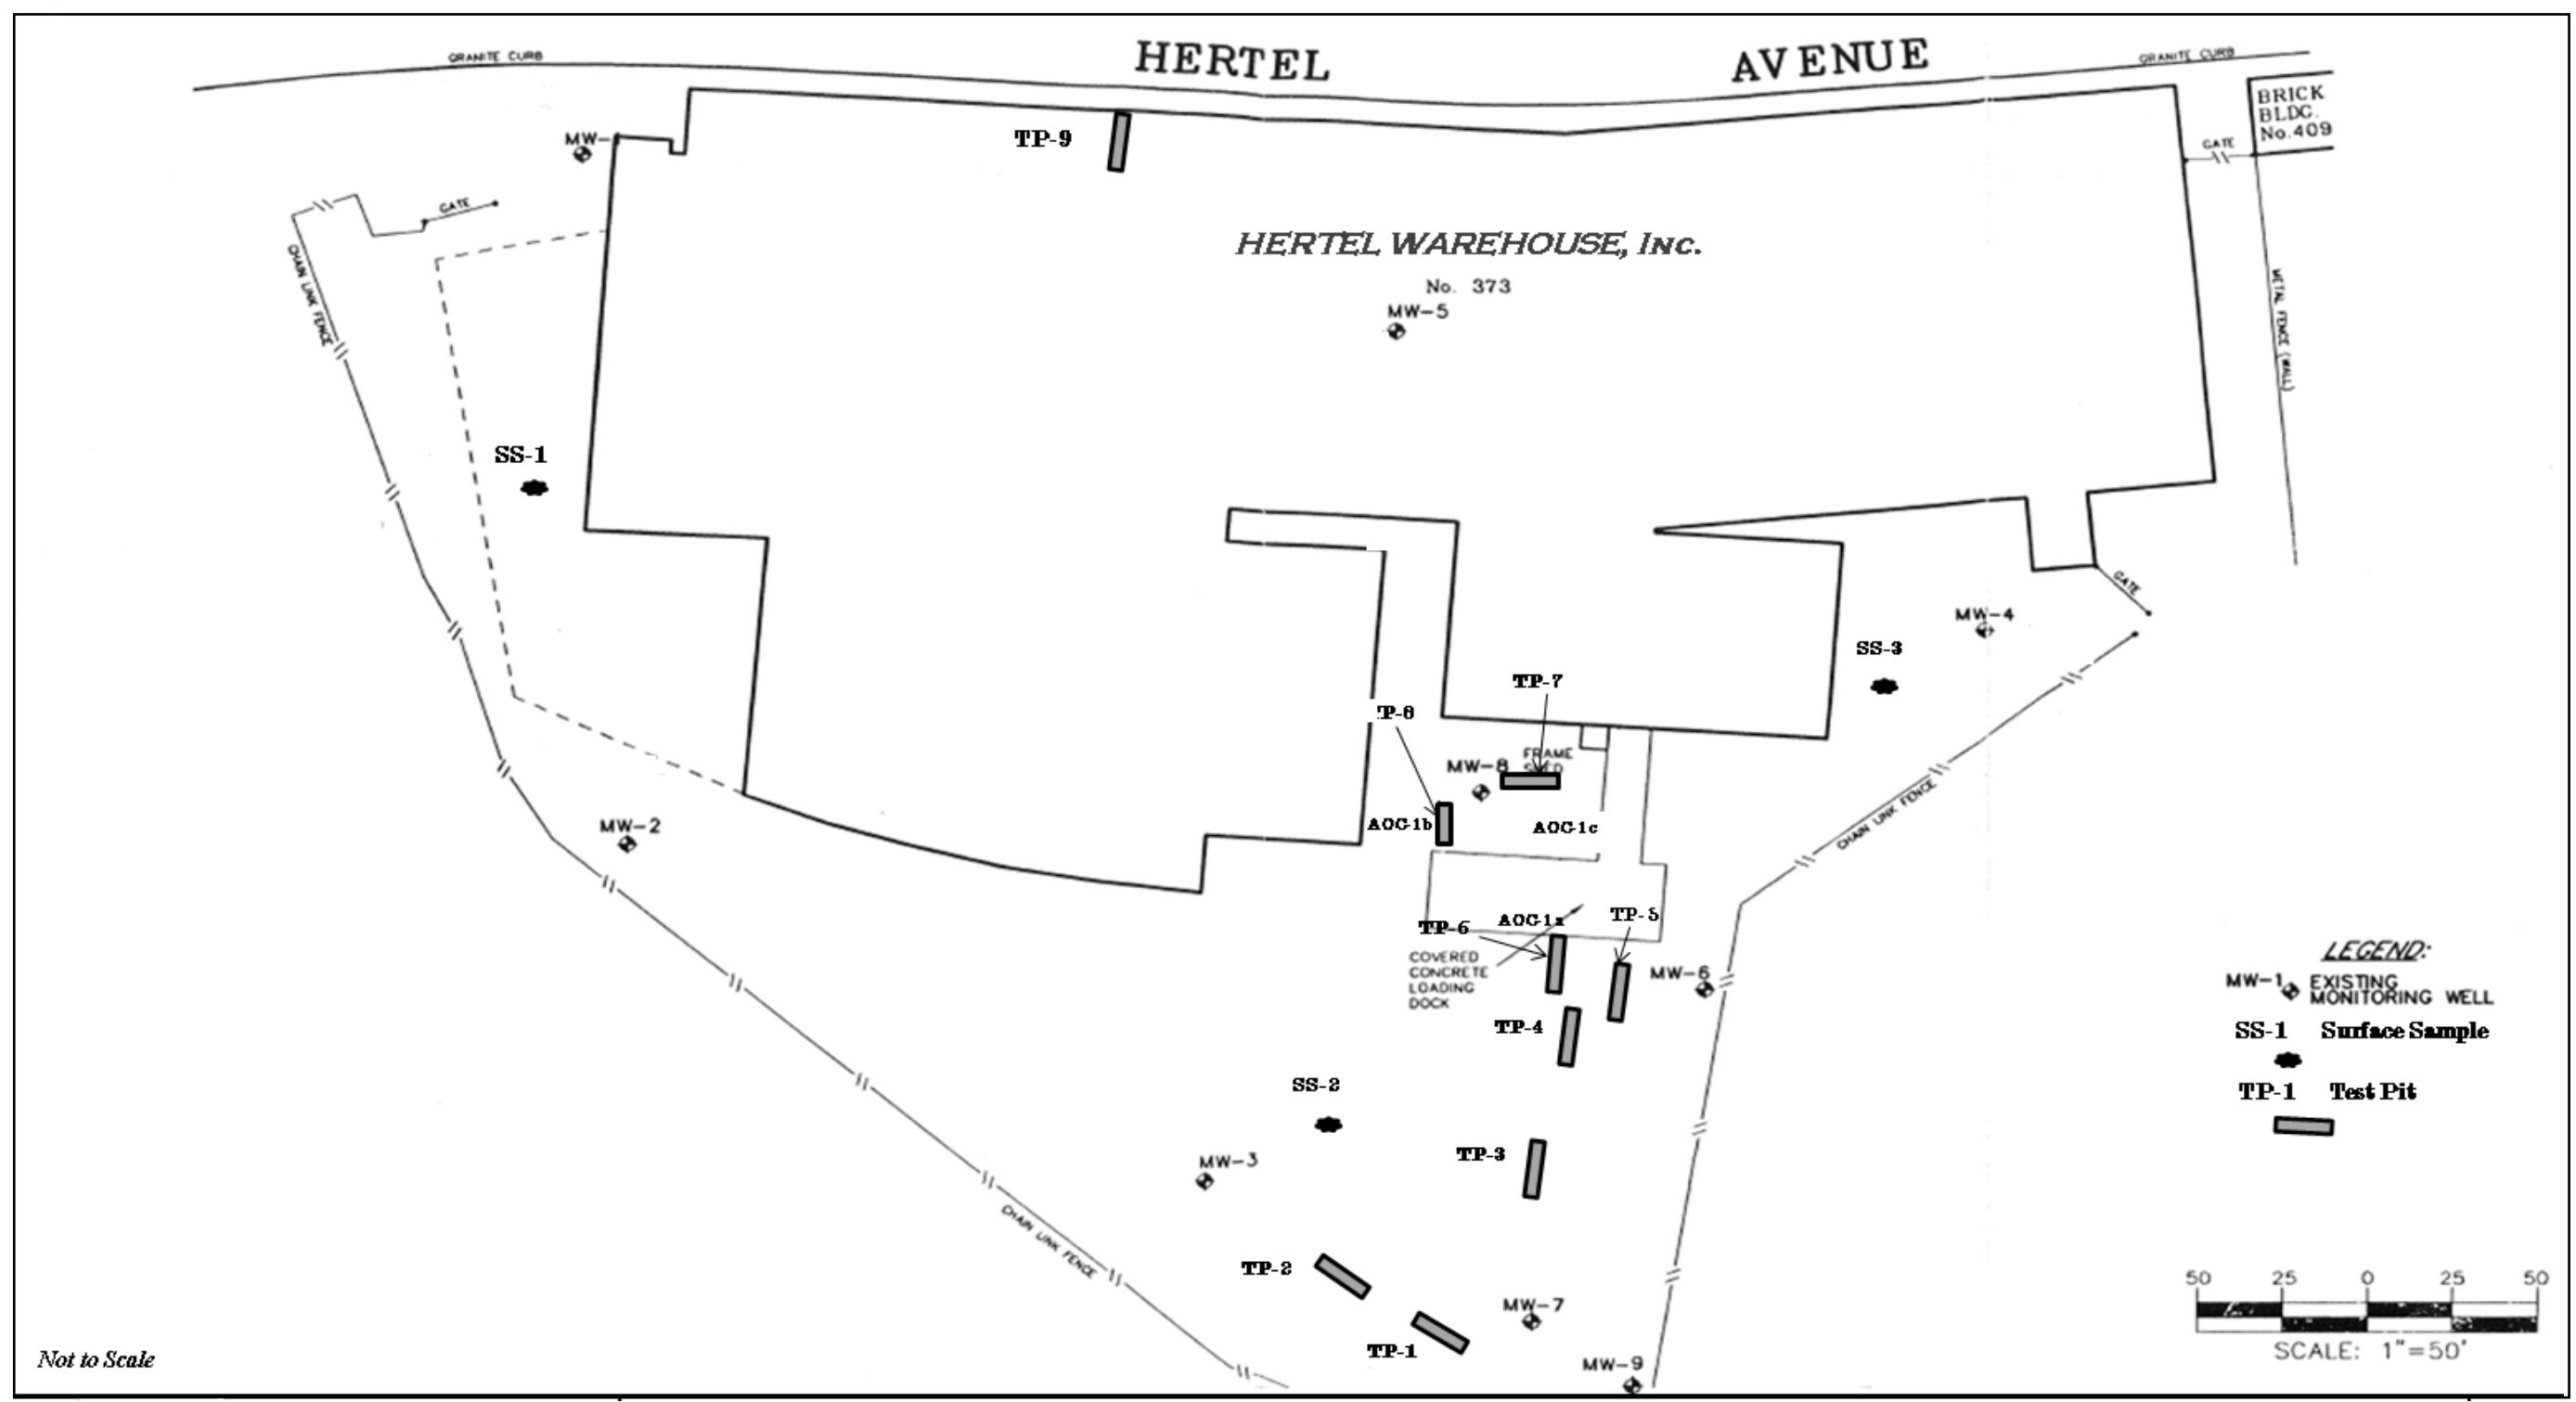 HERTEL AVENUE
GRANITE CURB
GRANITE CURB
BRICK
BLDG.
No.409
GATE
MW-
TP-9
GATE
HERTEL WAREHOUSE, Inc.
No. 373
MW-5
CHAIN LINK FENCE
METAL FENCE (WALL)
SS-1
GATE
MW-4
SS-3
TP-7
TP-8
FRAME
MW-8
AOC-1b
AOC-1c
CHAIN LINK FENCE
MW-2
TP-6
AOC-1a
TP-5
COVERED
CONCRETE
LOADING
DOCK
MW-6
TP-4
LEGEND:
MW-1 EXISTING
MONITORING WELL
SS-1 Surface Sample
TP-1 Test Pit
SS-2
TP-3
MW-3
CHAIN LINK FENCE
TP-2
MW-7
TP-1
MW-9
50 25 0 25 50
SCALE: 1"=50'
Not to Scale